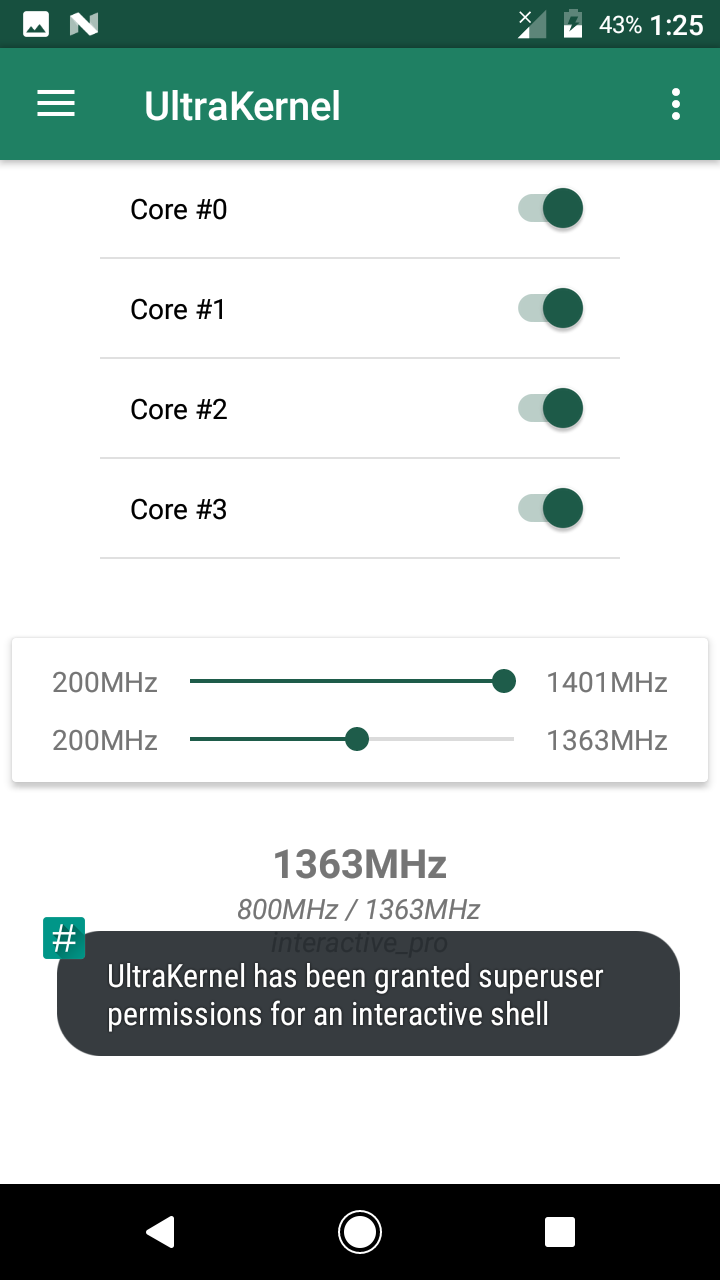 43% 1:25
UltraKernel
Core #0
Core #1
Core #2
Core #3
200MHz 1401MHz
200MHz 1363MHz
1363MHz
800MHz / 1363MHz
interactive_pro
#
UltraKernel has been granted superuser
permissions for an interactive shell